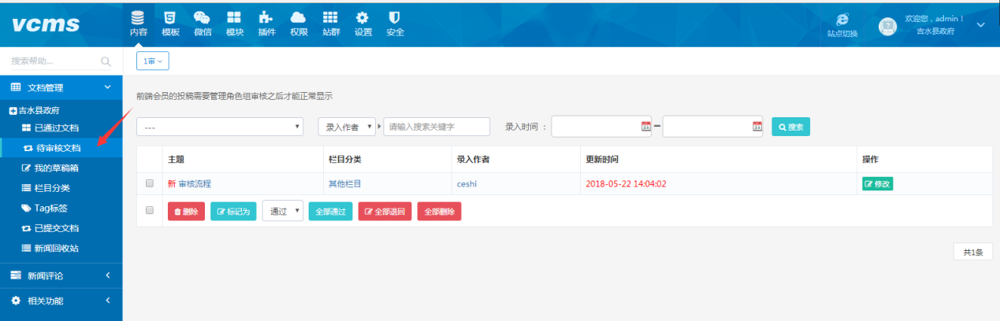 vcms
内容 模板 微信 模块 插件 权限 站群 设置 安全
站点切换
欢迎您，admin！
吉水县政府
搜索帮助...
1审
文档管理
前端会员的投稿需要管理角色组审核之后才能正常显示
吉水县政府
已通过文档
--- 录入作者 请输入搜索关键字 录入时间 : - 搜索
待审核文档
我的草稿箱
栏目分类
Tag标签
已提交文档
新闻回收站
新闻评论
相关功能
主题 栏目分类 录入作者 更新时间 操作
新 审核流程 其他栏目 ceshi 2018-05-22 14:04:02 修改
删除 标记为 通过 全部通过 全部退回 全部删除
共1条